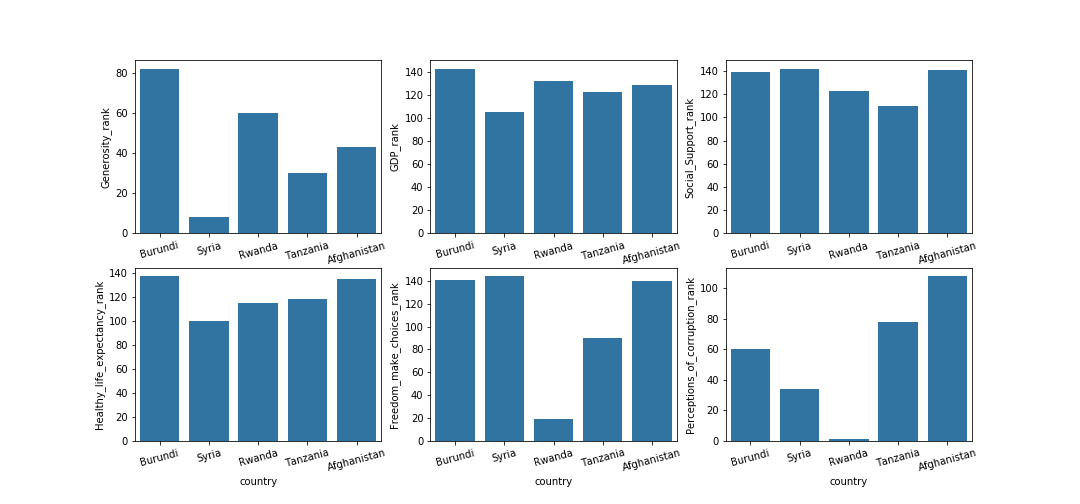 Generosity_rank
80
60
40
20
0
Burundi Syria Rwanda Tanzania Afghanistan
GDP_rank
140
120
100
80
60
40
20
0
Burundi Syria Rwanda Tanzania Afghanistan
Social_Support_rank
140
120
100
80
60
40
20
0
Burundi Syria Rwanda Tanzania Afghanistan
Healthy_life_expectancy_rank
140
120
100
80
60
40
20
0
Burundi Syria Rwanda Tanzania Afghanistan
country
Freedom_make_choices_rank
140
120
100
80
60
40
20
0
Burundi Syria Rwanda Tanzania Afghanistan
country
Perceptions_of_corruption_rank
100
80
60
40
20
0
Burundi Syria Rwanda Tanzania Afghanistan
country